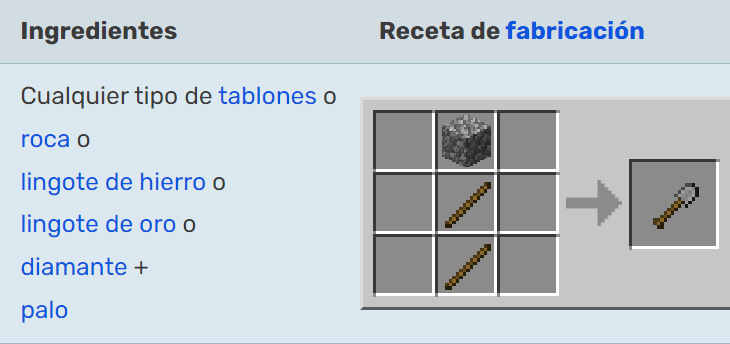 Ingredientes
Receta de fabricación
Cualquier tipo de tablones o
roca o
lingote de hierro o
lingote de oro o
diamante +
palo